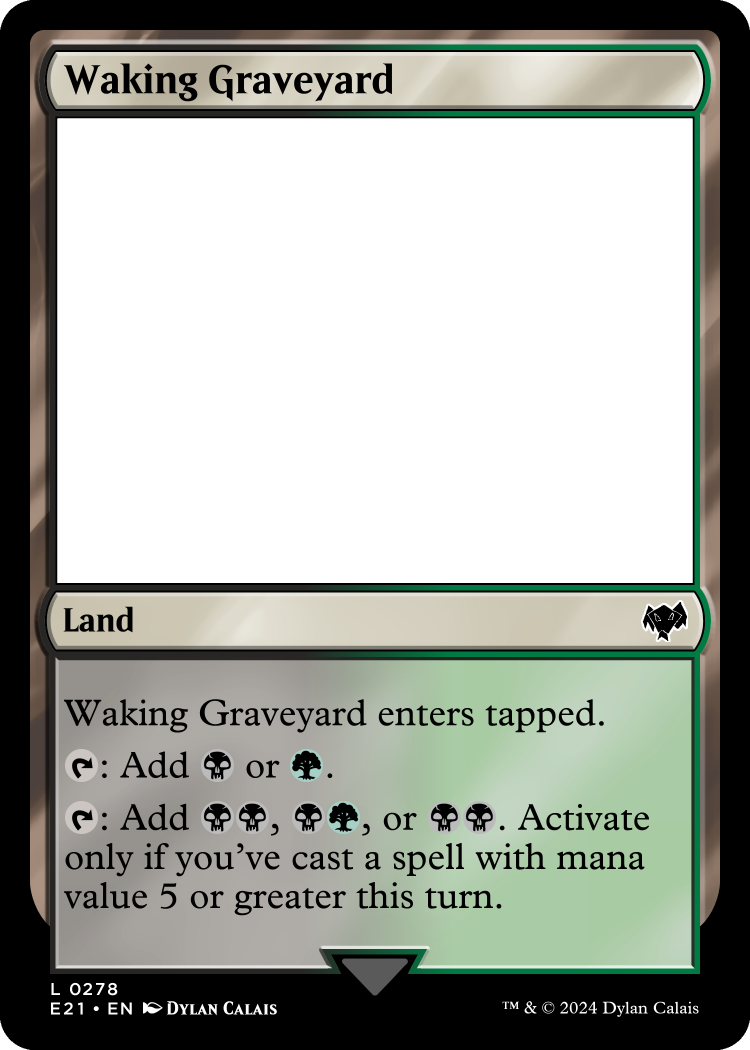 Waking Graveyard
Land
Waking Graveyard enters tapped.
: Add or .
: Add , , or . Activate
only if you've cast a spell with mana
value 5 or greater this turn.
L 0278
E21 • EN DYLAN CALAIS
™ & © 2024 Dylan Calais